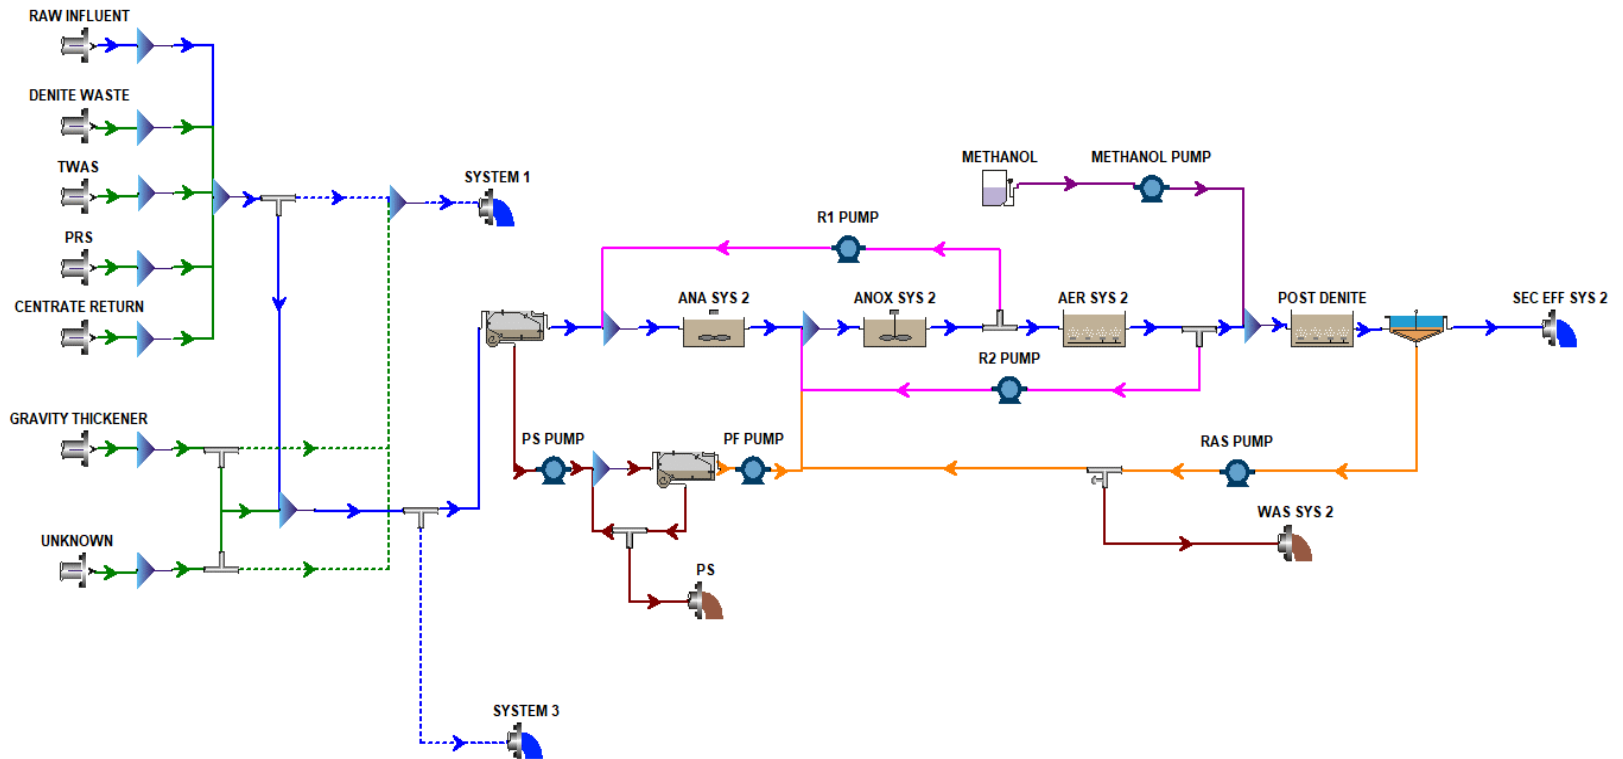 RAW INFLUENT
DENITE WASTE
TWAS
PRS
CENTRATE RETURN
GRAVITY THICKENER
UNKNOWN
SYSTEM 1
SYSTEM 3
METHANOL
METHANOL PUMP
R1 PUMP
ANA SYS 2
ANOX SYS 2
AER SYS 2
POST DENITE
SEC EFF SYS 2
R2 PUMP
PS PUMP
PF PUMP
RAS PUMP
WAS SYS 2
PS